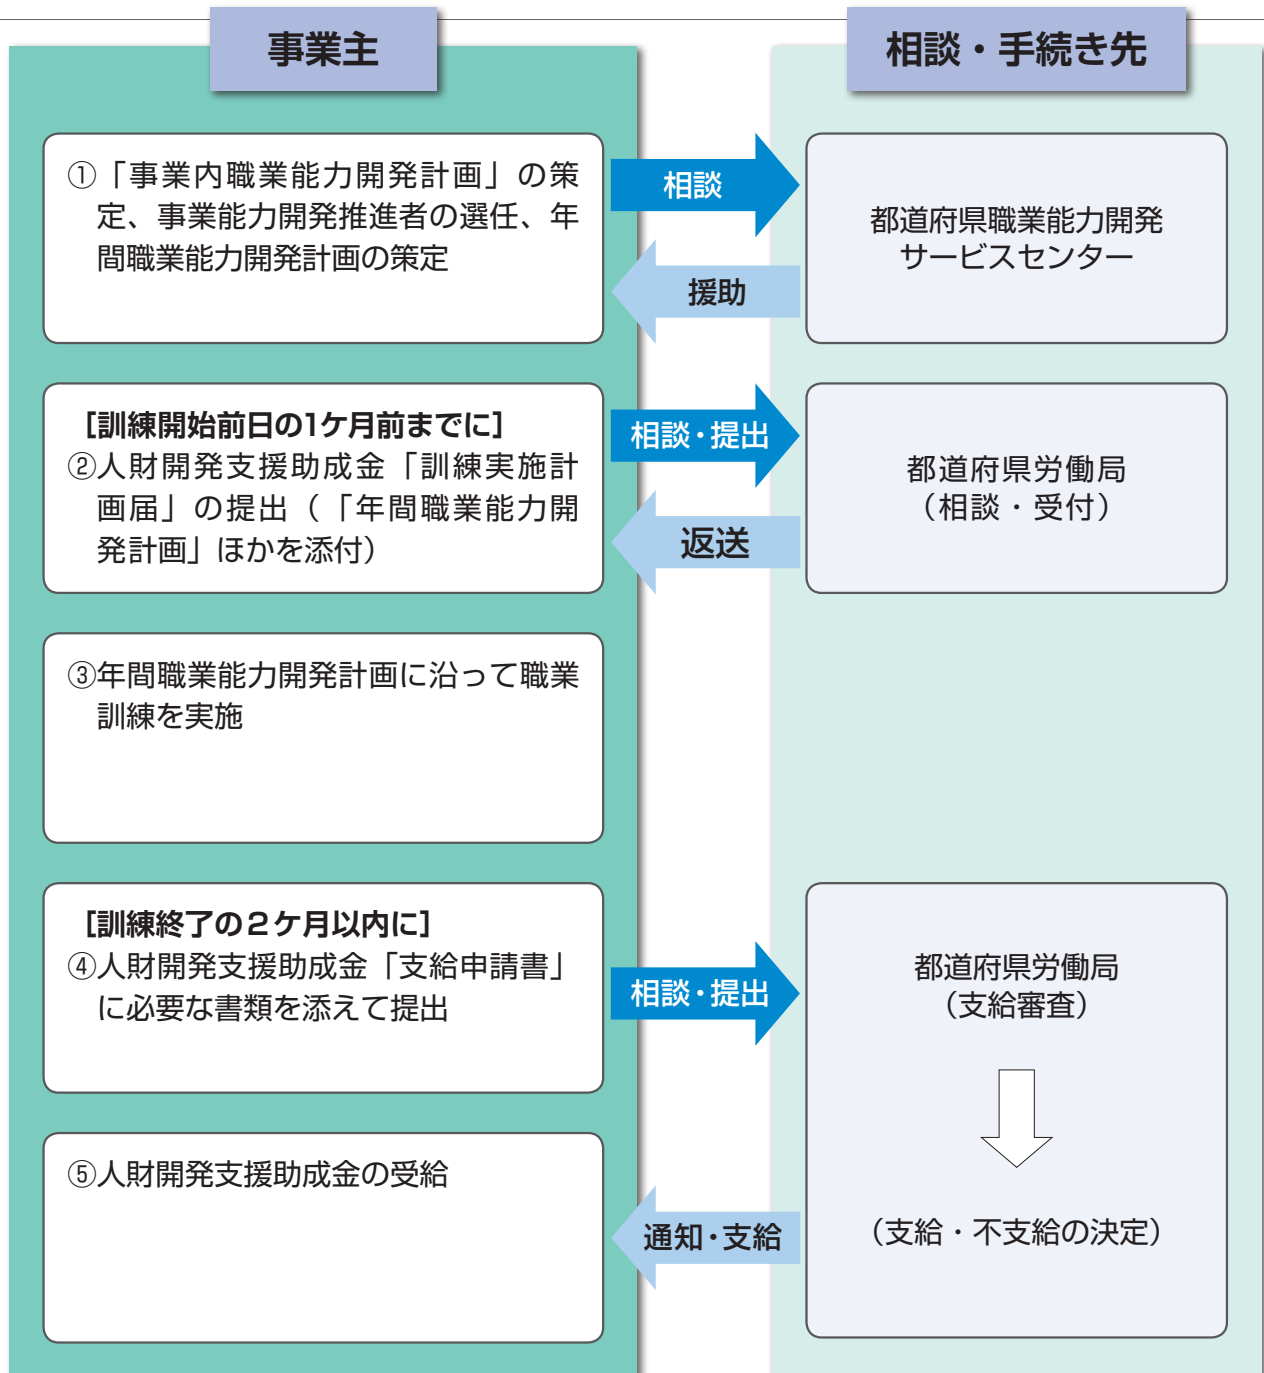 事業主
相談・手続き先
①「事業内職業能力開発計画」の策
定、事業能力開発推進者の選任、年
間職業能力開発計画の策定
相談
援助
都道府県職業能力開発
サービスセンター
［訓練開始前日の1ケ月前までに］
②人財開発支援助成金「訓練実施計
画届」の提出（「年間職業能力開
発計画」ほかを添付）
相談・提出
返送
都道府県労働局
（相談・受付）
③年間職業能力開発計画に沿って職業
訓練を実施
［訓練終了の２ケ月以内に］
④人財開発支援助成金「支給申請書」
に必要な書類を添えて提出
相談・提出
都道府県労働局
（支給審査）
⑤人財開発支援助成金の受給
通知・支給
（支給・不支給の決定）